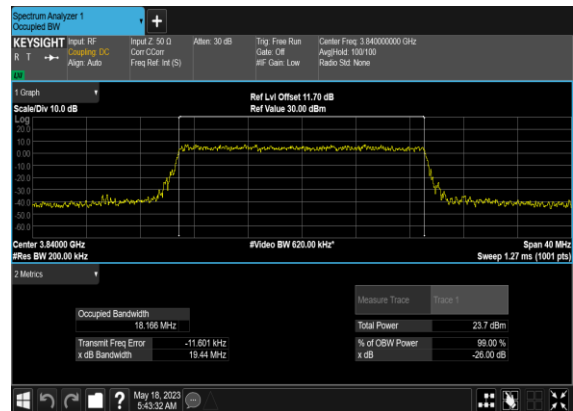 Spectrum Analyzer 1
Occupied BW
+
KEYSIGHT Input: RF Input Z: 50 Ω Atten: 30 dB Trig: Free Run Center Freq: 3.840000000 GHz
R T Coupling: DC Corr CCorr Gate: Off Avg|Hold: 100/100
Align: Auto Freq Ref: Int (S) #IF Gain: Low Radio Std: None
1 Graph
Ref Lvl Offset 11.70 dB
Scale/Div 10.0 dB Ref Value 30.00 dBm
Log
20.0
10.0
0.00
-10.0
-20.0
-30.0
-40.0
-50.0
-60.0
Center 3.84000 GHz #Video BW 620.00 kHz* Span 40 MHz
#Res BW 200.00 kHz Sweep 1.27 ms (1001 pts)
2 Metrics
Measure Trace Trace 1
Occupied Bandwidth
18.166 MHz Total Power 23.7 dBm
Transmit Freq Error -11.601 kHz % of OBW Power 99.00 %
x dB Bandwidth 19.44 MHz x dB -26.00 dB
? May 18, 2023
5:43:32 AM